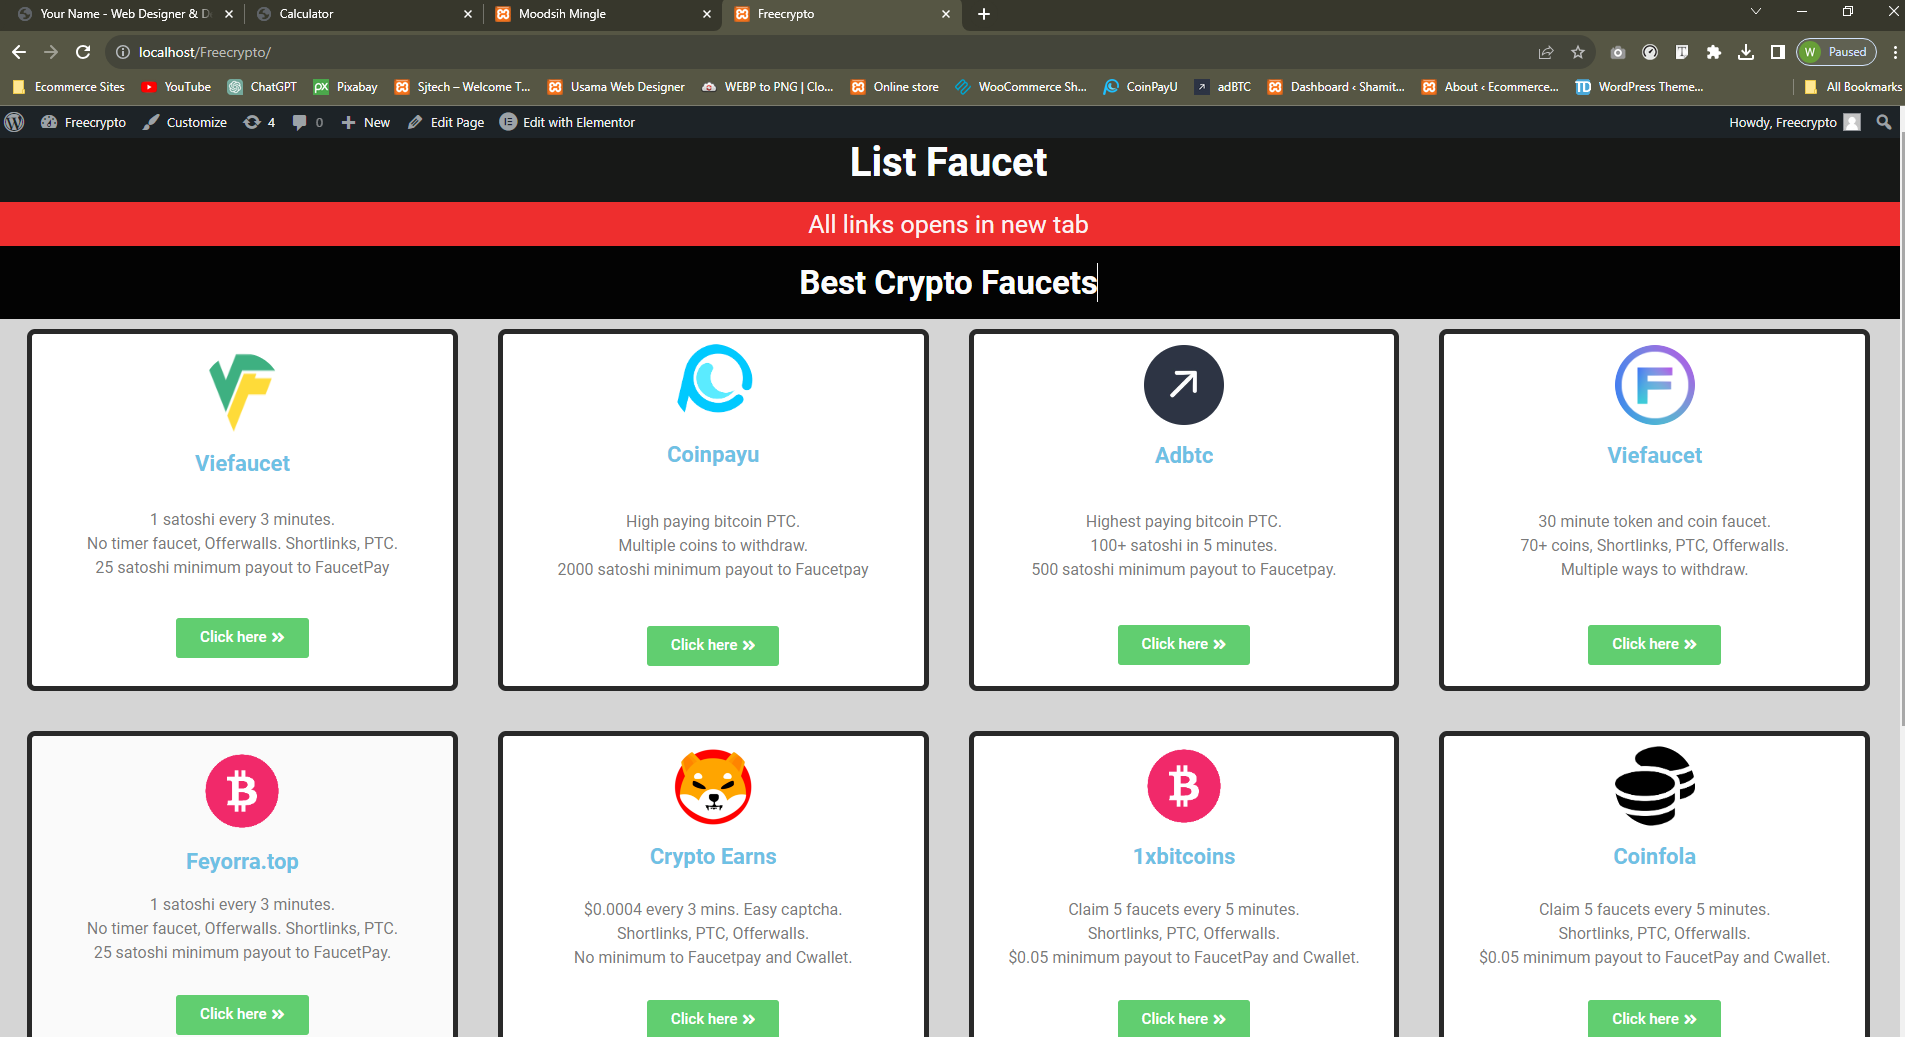 Your Name - Web Designer & D
Calculator
Moodsih Mingle
Freecrypto
localhost/Freecrypto/
W Paused
Ecommerce Sites
YouTube
ChatGPT
px Pixabay
Sjtech – Welcome T...
Usama Web Designer
WEBP to PNG | Clo...
Online store
WooCommerce Sh...
CoinPayU
adBTC
Dashboard ‹ Shamit...
About ‹ Ecommerce...
TD WordPress Theme...
All Bookmarks
Freecrypto
Customize
4
0
New
Edit Page
Edit with Elementor
Howdy, Freecrypto
List Faucet
All links opens in new tab
Best Crypto Faucets
Viefaucet
1 satoshi every 3 minutes.
No timer faucet, Offerwalls. Shortlinks, PTC.
25 satoshi minimum payout to FaucetPay
Click here »
Coinpayu
High paying bitcoin PTC.
Multiple coins to withdraw.
2000 satoshi minimum payout to Faucetpay
Click here »
Adbtc
Highest paying bitcoin PTC.
100+ satoshi in 5 minutes.
500 satoshi minimum payout to Faucetpay.
Click here »
F
Viefaucet
30 minute token and coin faucet.
70+ coins, Shortlinks, PTC, Offerwalls.
Multiple ways to withdraw.
Click here »
Feyorra.top
1 satoshi every 3 minutes.
No timer faucet, Offerwalls. Shortlinks, PTC.
25 satoshi minimum payout to FaucetPay.
Click here »
Crypto Earns
$0.0004 every 3 mins. Easy captcha.
Shortlinks, PTC, Offerwalls.
No minimum to Faucetpay and Cwallet.
Click here »
1xbitcoins
Claim 5 faucets every 5 minutes.
Shortlinks, PTC, Offerwalls.
$0.05 minimum payout to FaucetPay and Cwallet.
Click here »
Coinfola
Claim 5 faucets every 5 minutes.
Shortlinks, PTC, Offerwalls.
$0.05 minimum payout to FaucetPay and Cwallet.
Click here »